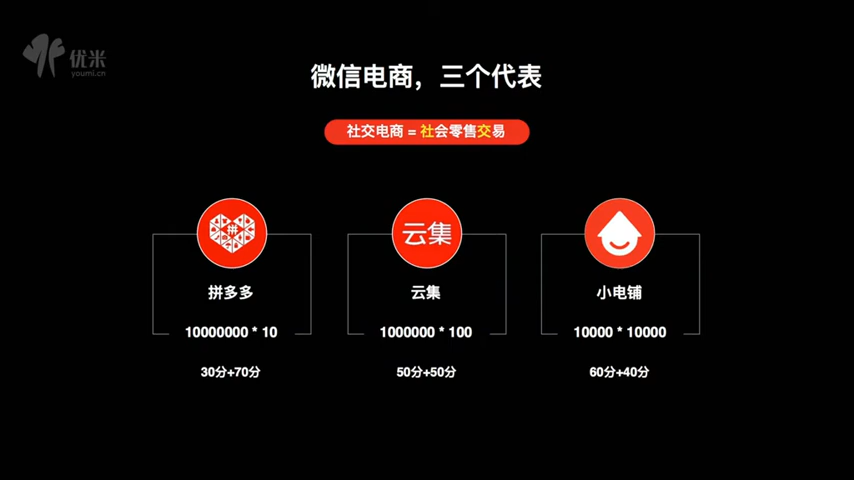 优米
youmi.cn
微信电商，三个代表
社交电商 = 社会零售交易
拼
云集
拼多多
云集
小电铺
10000000 * 10
1000000 * 100
10000 * 10000
30分+70分
50分+50分
60分+40分